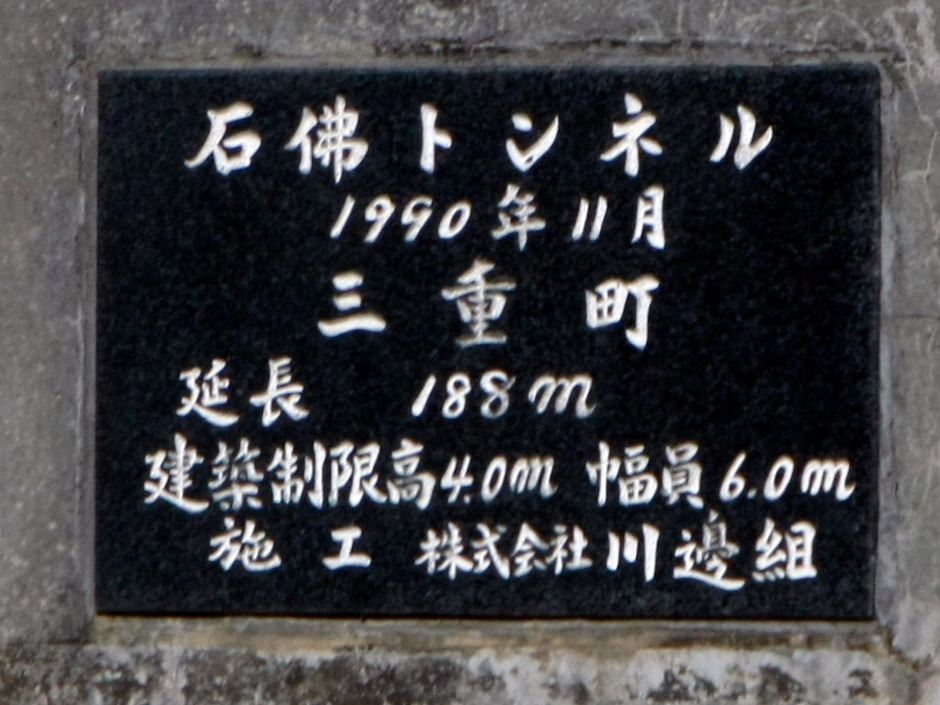 石佛トンネル
1990年11月
三重町
延長 188m
建築制限高4.0m 幅員6.0m
施工 株式会社川邊組